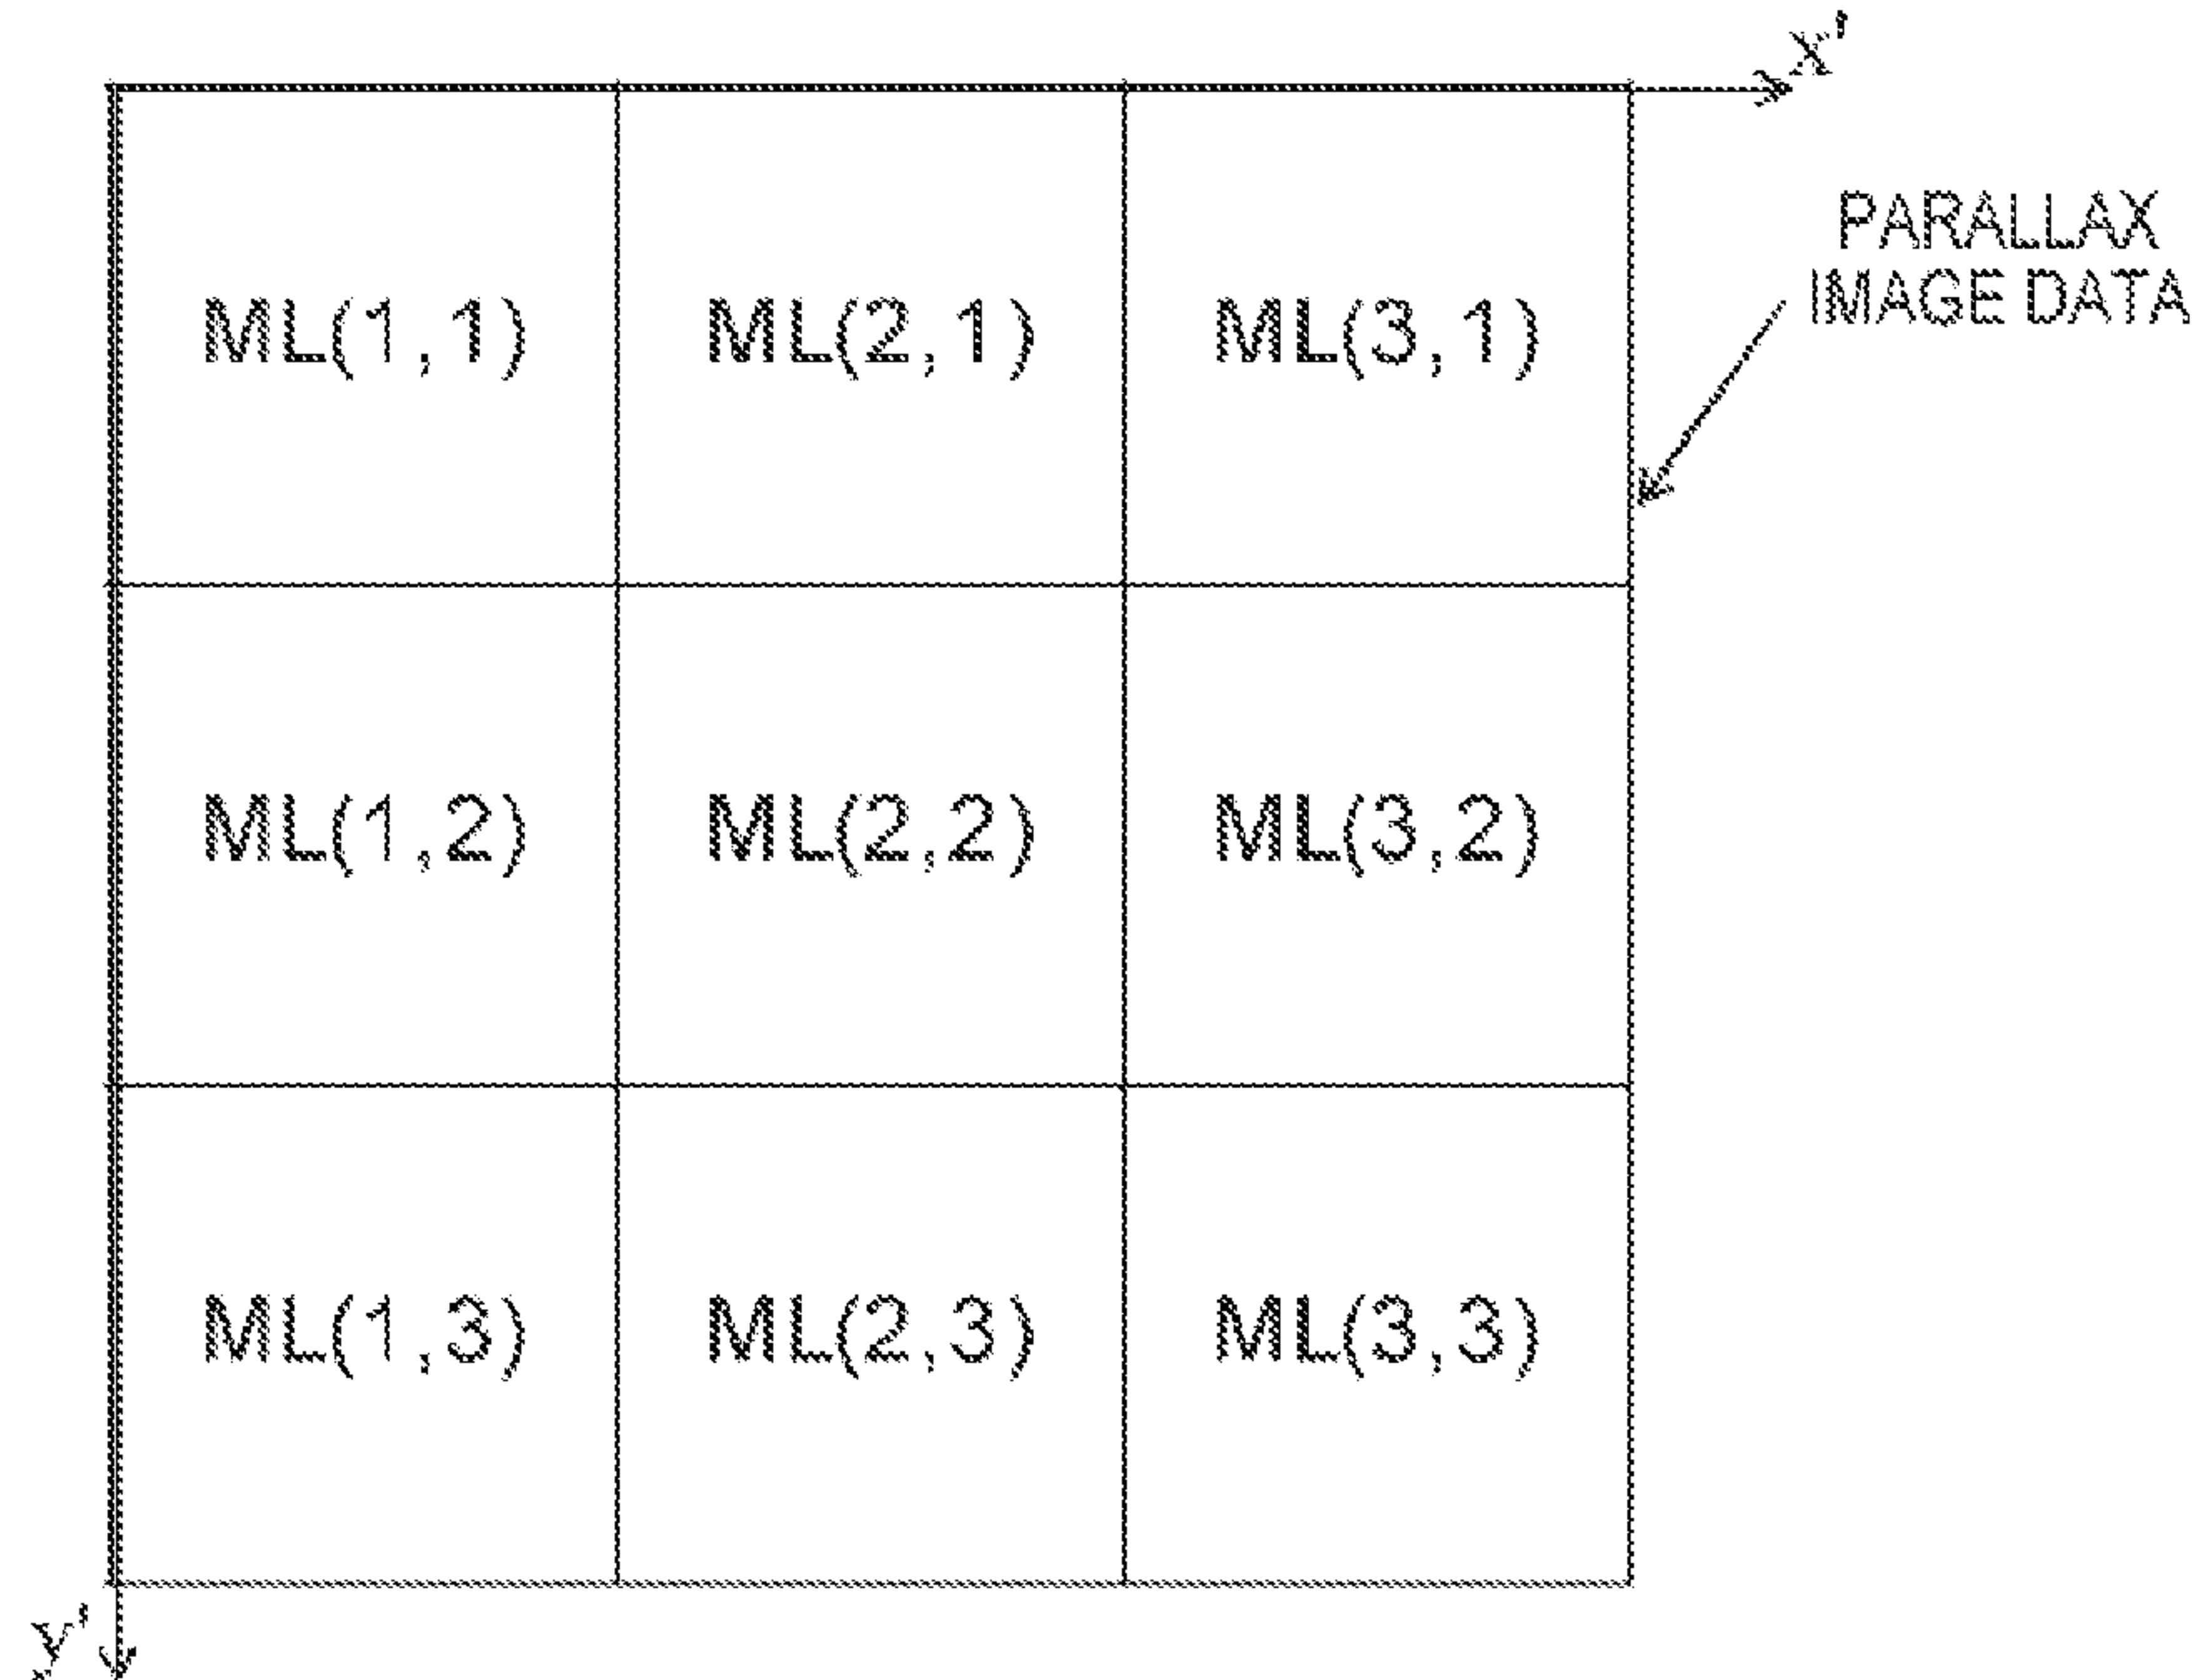 x'
PARALLAX
IMAGE DATA
ML(1,1) ML(2,1) ML(3,1)
ML(1,2) ML(2,2) ML(3,2)
ML(1,3) ML(2,3) ML(3,3)
y'